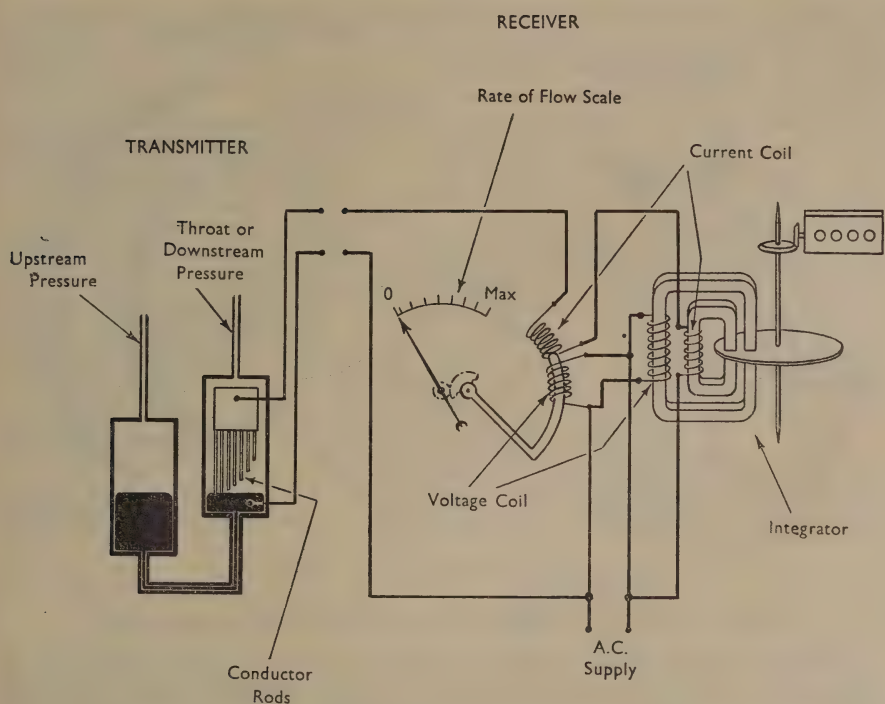 RECEIVER
Rate of Flow Scale
TRANSMITTER
Current Coil
Throat or
Downstream
Pressure
Upstream
Pressure
0
Max
Voltage Coil
Integrator
A.C.
Supply
Conductor
Rods